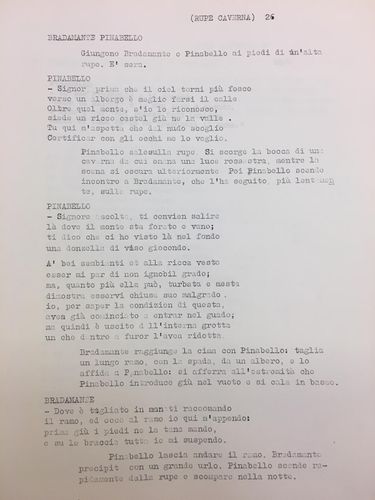 (RUPE CAVERNA) 26
BRADAMANTE PINABELLO
Giungono Bradamante e Pinabello ai piedi di un'alta
rupe. E' sera.
PINABELLO
- Signor, prima che il ciel torni più fosco
verso un albergo è meglio farsi il calle
Oltre quel monte, s'io lo riconosco,
siede un ricco castel giù ne la valle .
Tu qui m'aspetta che dal nudo scoglio
Certificar con gli occhi me lo voglio.
Pinabello salesulla rupe. Si scorge la bocca di una
caverna da cui emana una luce rossastra, mentre la
scena si oscura ulteriormente Poi Pinabello scende
incontro a Bradamante, che l'ha seguito, più lentamen
te, sulla rupe.
PINABELLO
- Signore ascolta, ti convien salire
là dove il monte sta forato e vano;
ti dico che ci ho visto là nel fondo
una donzella di viso giocondo.
A' bei sembianti et alla ricca vesta
esser mi par di non ignobil grado;
ma, quanto più ella può, turbata e mesta
dimostra esservi chiusa suo malgrado .
io, per saper la condizion di questa,
avea già cominciato a entrar nel guado;
ma quindi è uscito d ll'interna grotta
un che dentro a furor l'avea ridotta.
Bradamante raggiunge la cima con Pinabello: taglia
un lungo ramo, con la spada, da un albero, e lo
affida a Pinabello: si afferra all'estremità che
Pinabello introduce giù nel vuoto e si cala in basso.
BRADAMANTE
- Dove è tagliato in man ti raccomando
il ramo, ed ecco al ramo io qui m'appendo:
prima giù i piedi ne la tana mando,
e su le braccia tutta io mi suspendo.
Pinabello lascia andare il ramo. Bradamante
precipit con un grande urlo. Pinabello scende ra-
pidamente dalla rupe e scompare nella notte.